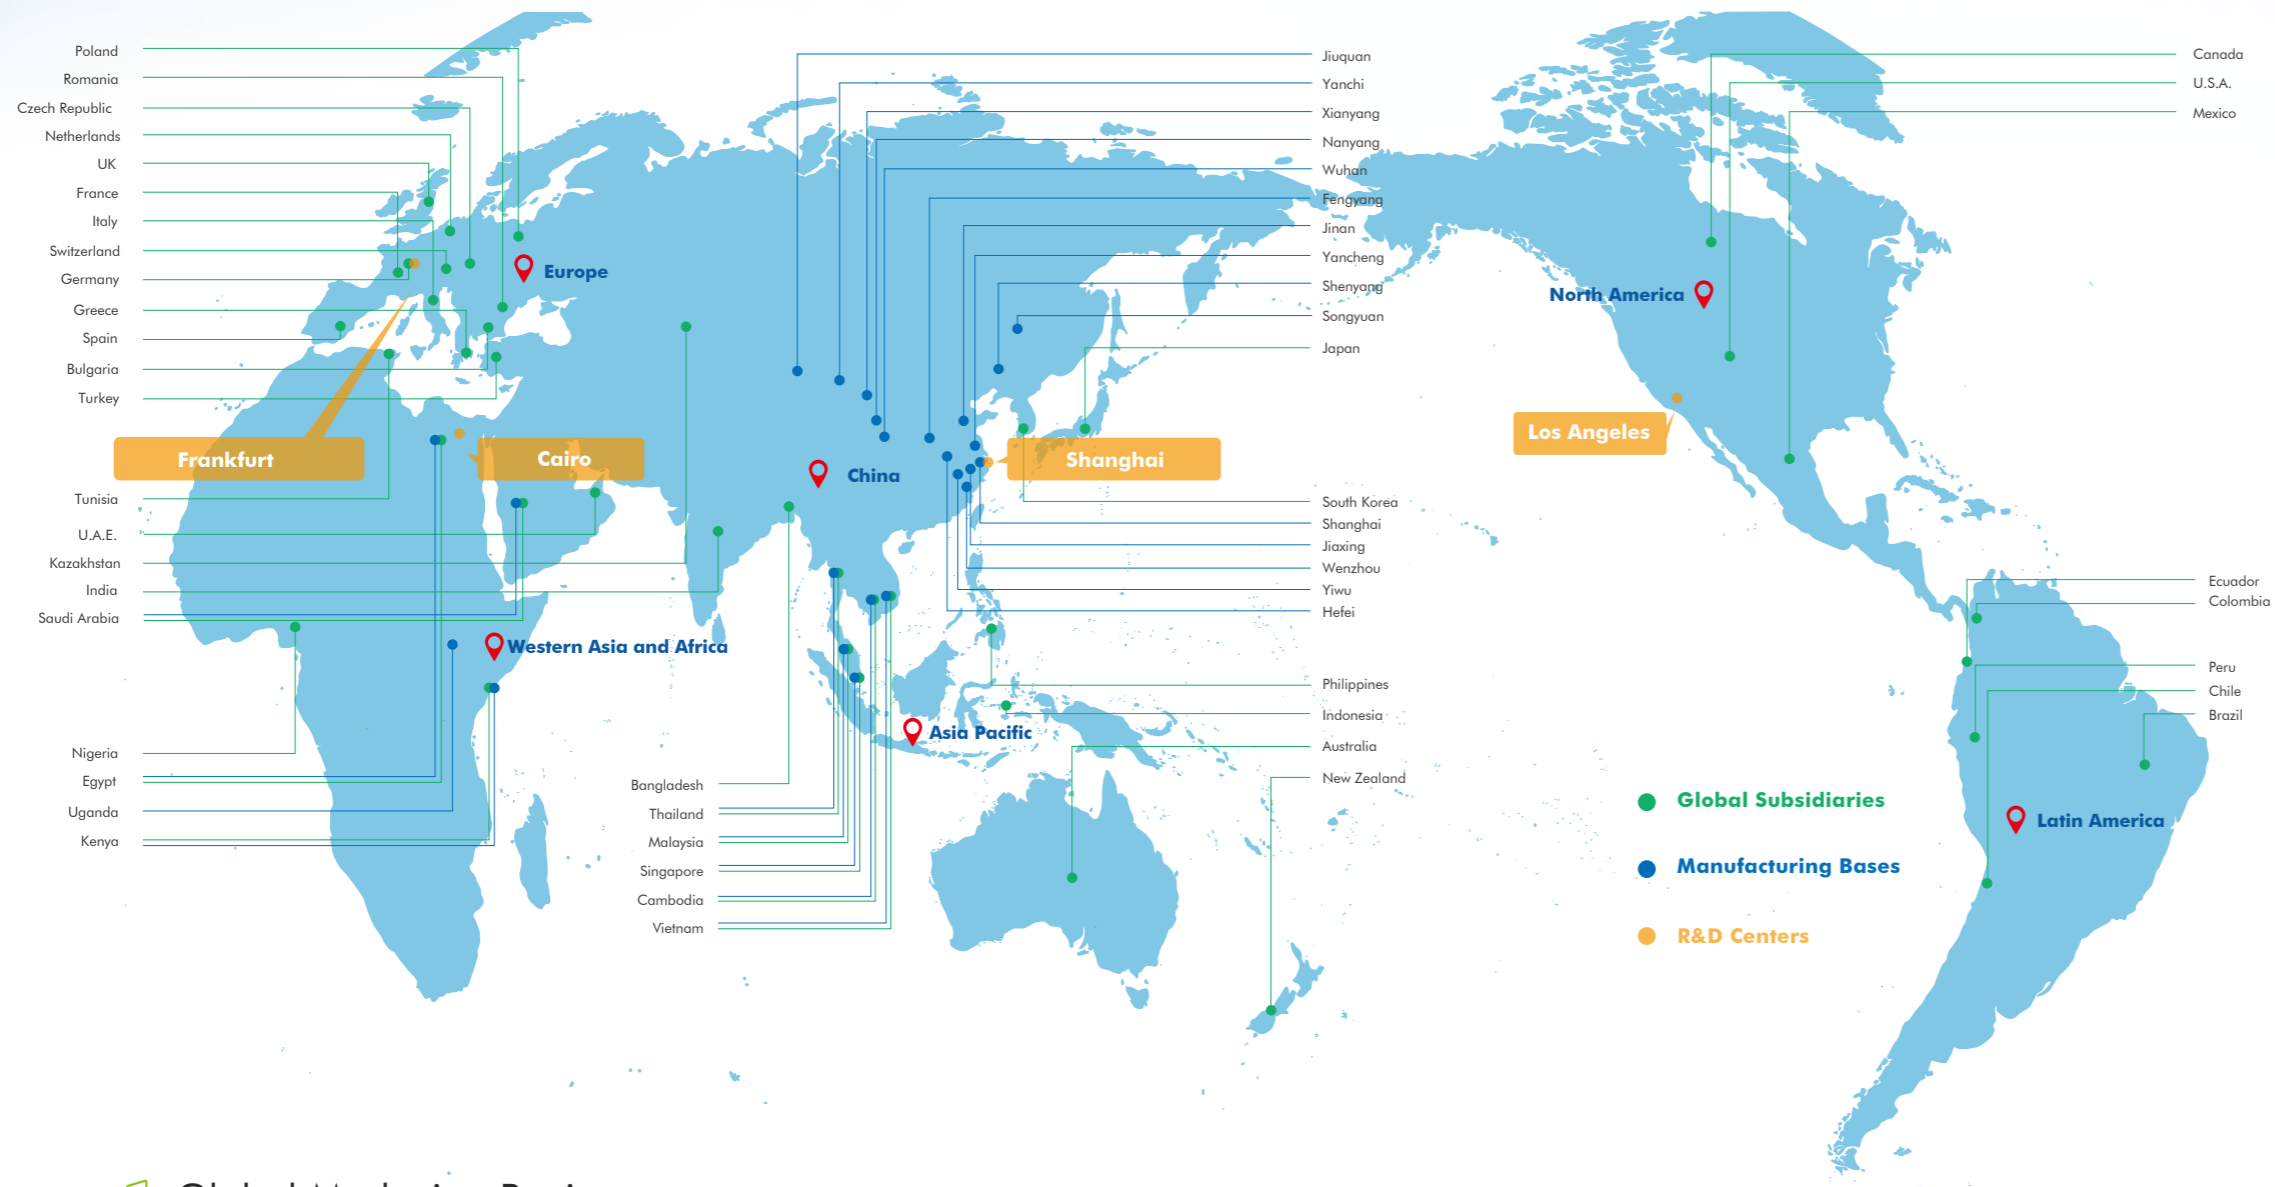 Poland
Romania
Czech Republic
Netherlands
UK
France
Italy
Switzerland
Germany
Greece
Spain
Bulgaria
Turkey
Frankfurt
Cairo
Tunisia
U.A.E.
Kazakhstan
India
Saudi Arabia
Nigeria
Egypt
Uganda
Kenya
Europe
China
Western Asia and Africa
Asia Pacific
Bangladesh
Thailand
Malaysia
Singapore
Cambodia
Vietnam
Jiuquan
Yanchi
Xianyang
Nanyang
Wuhan
Fengyang
Jinan
Yancheng
Shenyang
Songyuan
Japan
Shanghai
South Korea
Shanghai
Jiaxing
Wenzhou
Yiwu
Hefei
Philippines
Indonesia
Australia
New Zealand
North America
Los Angeles
Canada
U.S.A.
Mexico
Ecuador
Colombia
Peru
Chile
Brazil
Latin America
Global Subsidiaries
Manufacturing Bases
R&D Centers